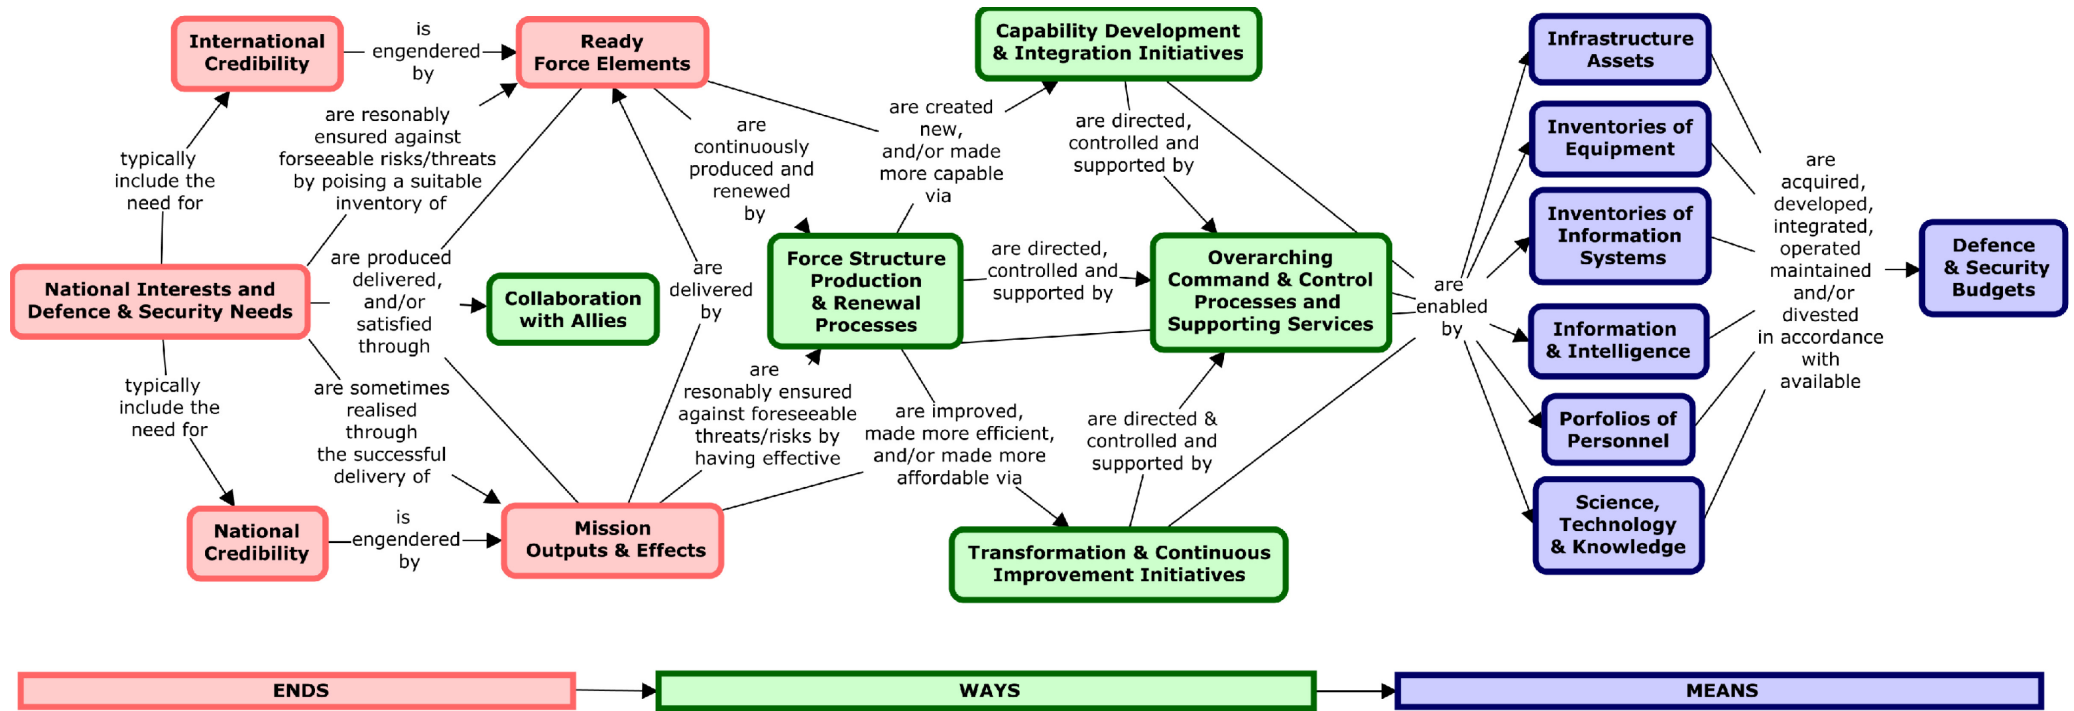 International
Credibility
is
engendered
by
Ready
Force Elements
Capability Development
& Integration Initiatives
Infrastructure
Assets
are resonably
ensured against
forseeable risks/threats
by poising a suitable
inventory of
typically
include the
need for
are
continuously
produced and
renewed
by
are created
new,
and/or made
more capable
via
are directed,
controlled and
supported by
Inventories of
Equipment
are
acquired,
developed,
integrated,
operated
maintained
and/or
divested
in accordance
with
available
National Interests and
Defence & Security Needs
are produced
delivered,
and/or
satisfied
through
Collaboration
with Allies
are
delivered
by
Force Structure
Production
& Renewal
Processes
are directed,
controlled and
supported by
Overarching
Command & Control
Processes and
Supporting Services
are
enabled
by
Inventories of
Information
Systems
Defence
& Security
Budgets
Information
& Intelligence
typically
include the
need for
are sometimes
realised
through
the successful
delivery of
are
resonably ensured
against foreseeable
threats/risks by
having effective
are improved,
made more efficient,
and/or made more
affordable via
are directed &
controlled and
supported by
Porfolios of
Personnel
National
Credibility
is
engendered
by
Mission
Outputs & Effects
Transformation & Continuous
Improvement Initiatives
Science,
Technology
& Knowledge
ENDS
WAYS
MEANS